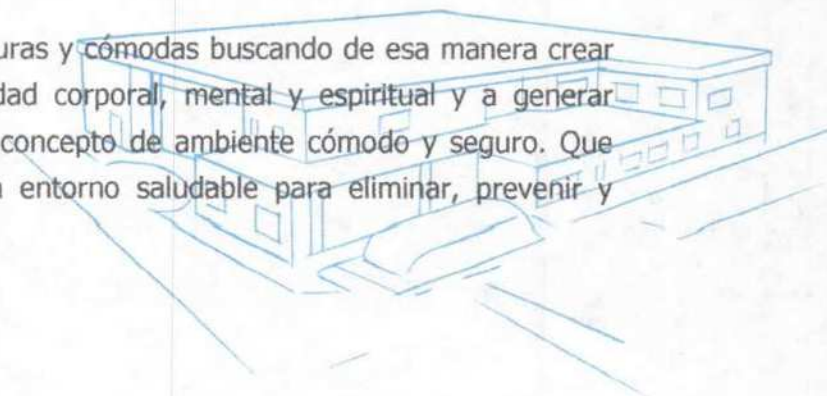 uras y cómodas buscando de esa manera crear
dad corporal, mental y espiritual y a generar
concepto de ambiente cómodo y seguro. Que
entorno saludable para eliminar, prevenir y